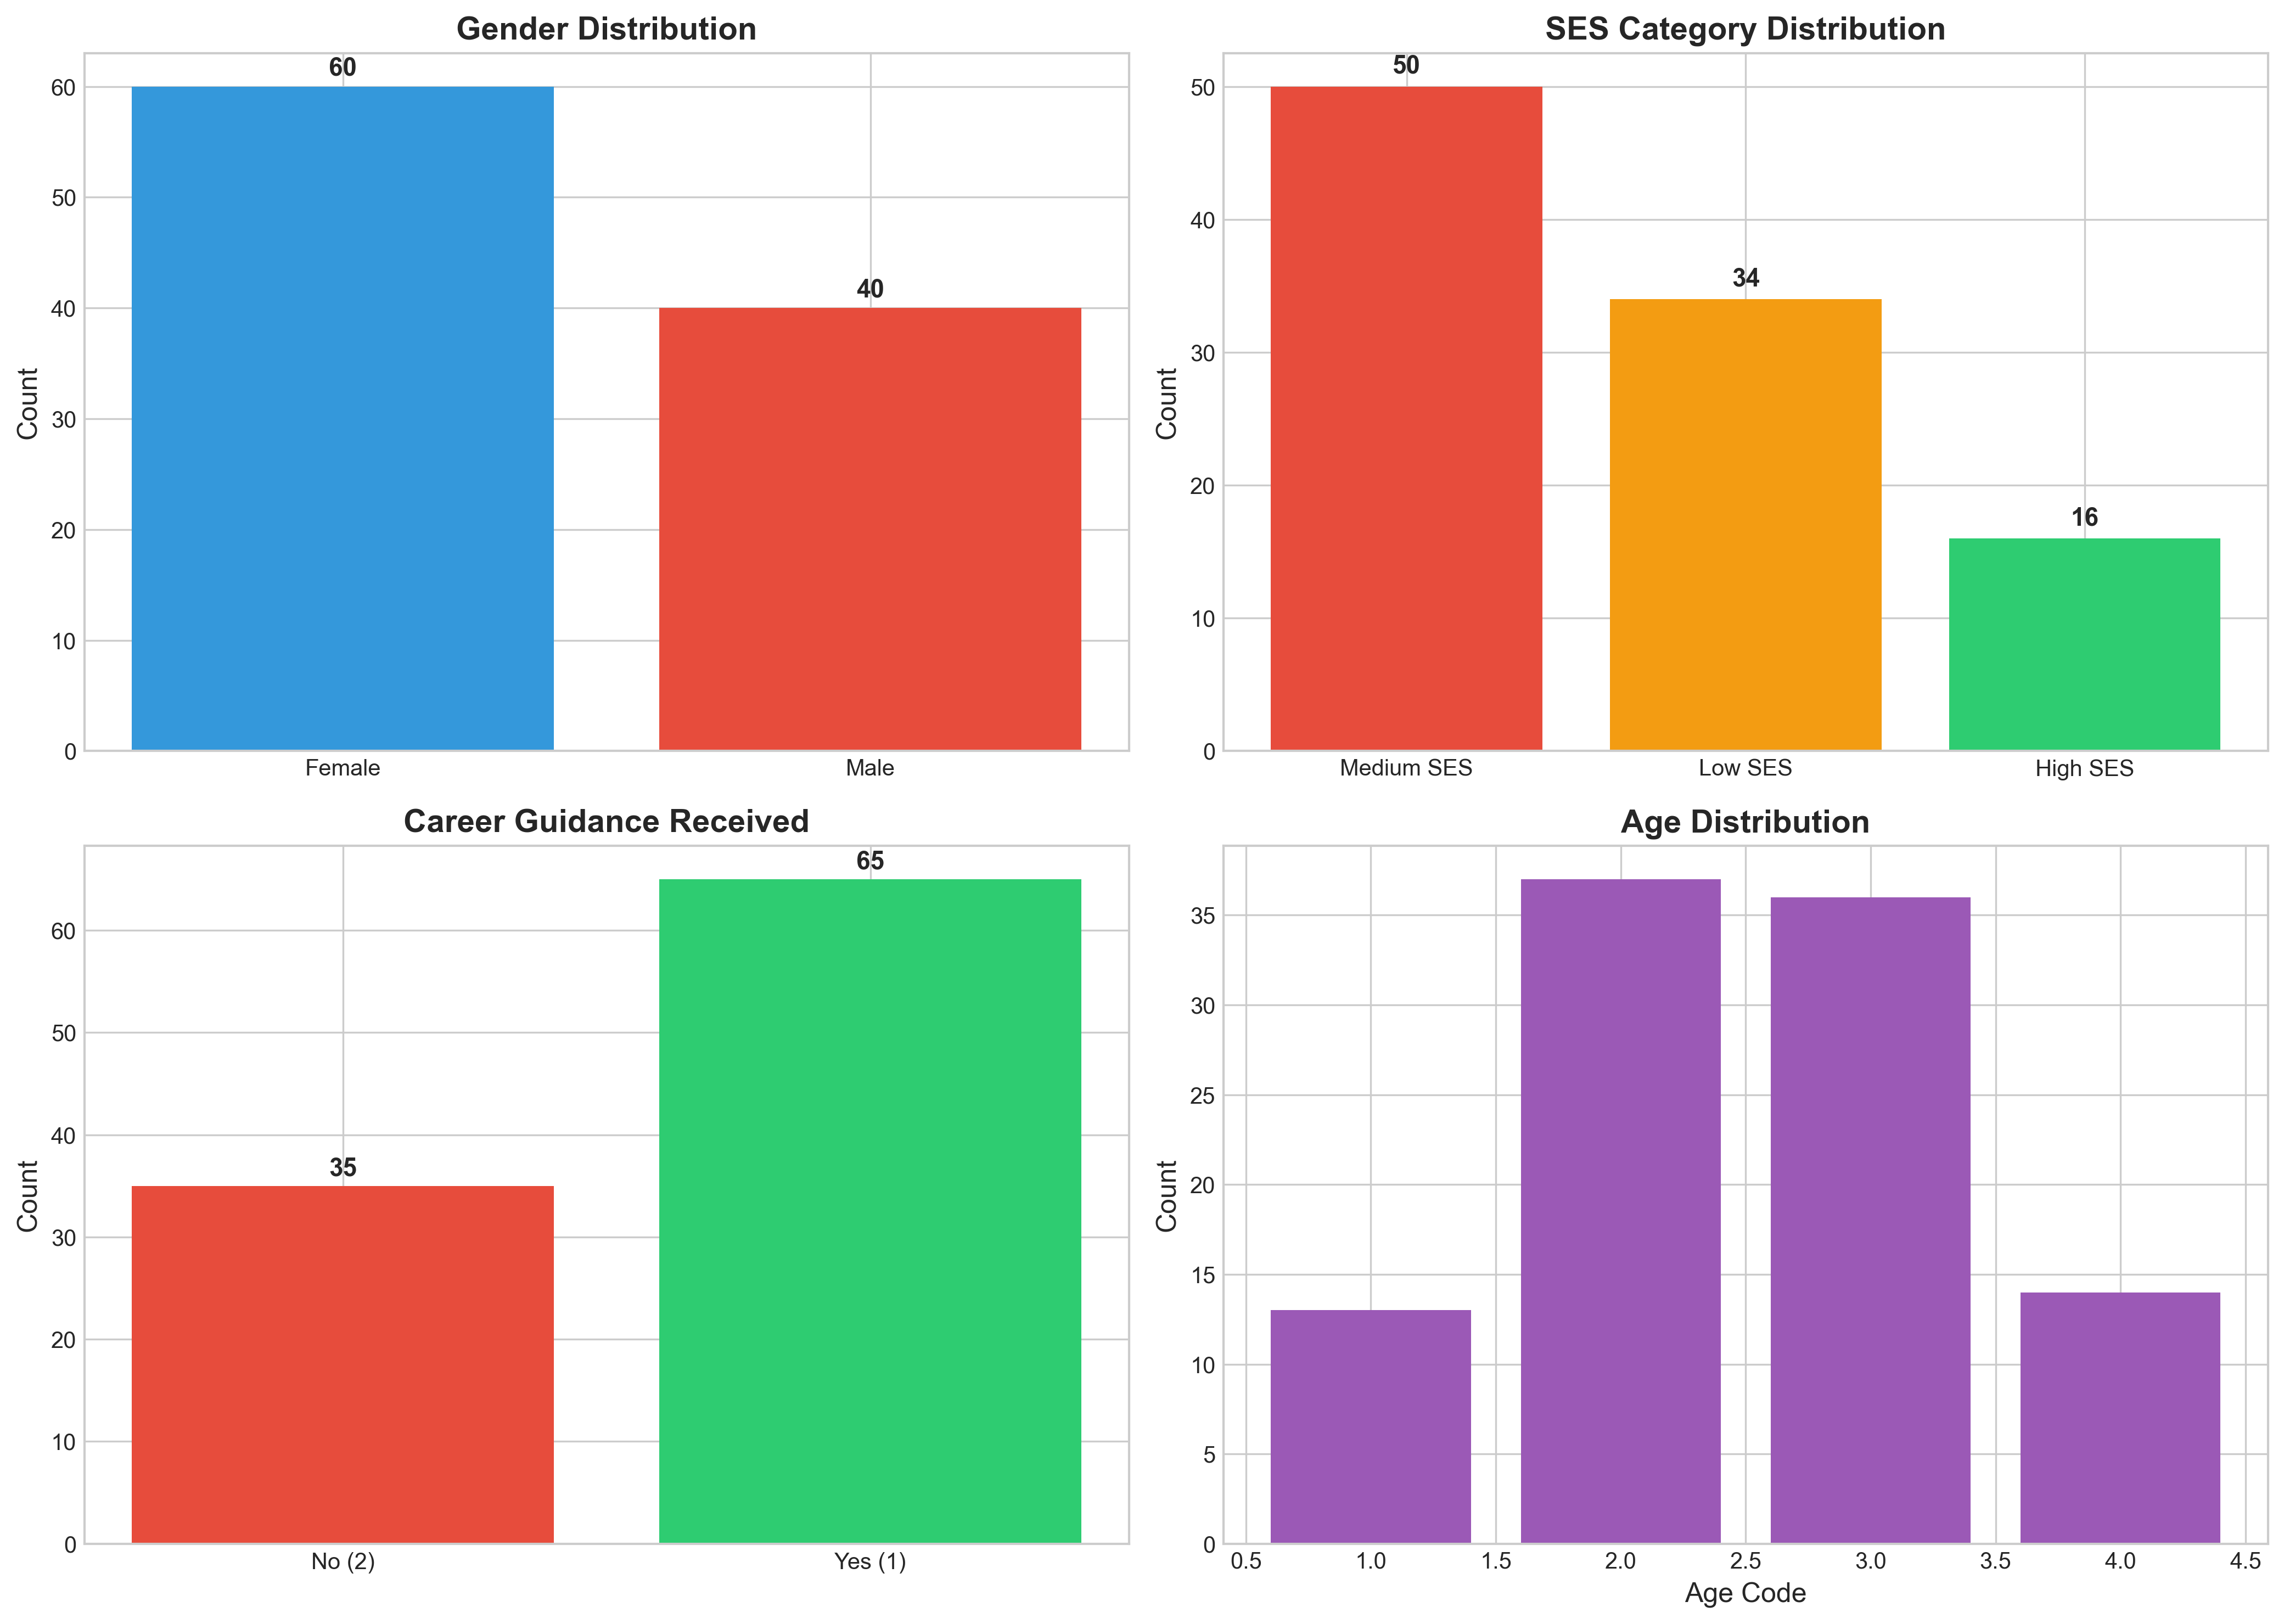 Gender Distribution
60
60
50
40
40
30
20
10
0
Count
Female Male
SES Category Distribution
50
50
40
34
30
20
16
10
0
Count
Medium SES Low SES High SES
Career Guidance Received
65
60
50
40
35
30
20
10
0
Count
No (2) Yes (1)
Age Distribution
35
30
25
20
15
10
5
0
Count
0.5 1.0 1.5 2.0 2.5 3.0 3.5 4.0 4.5
Age Code